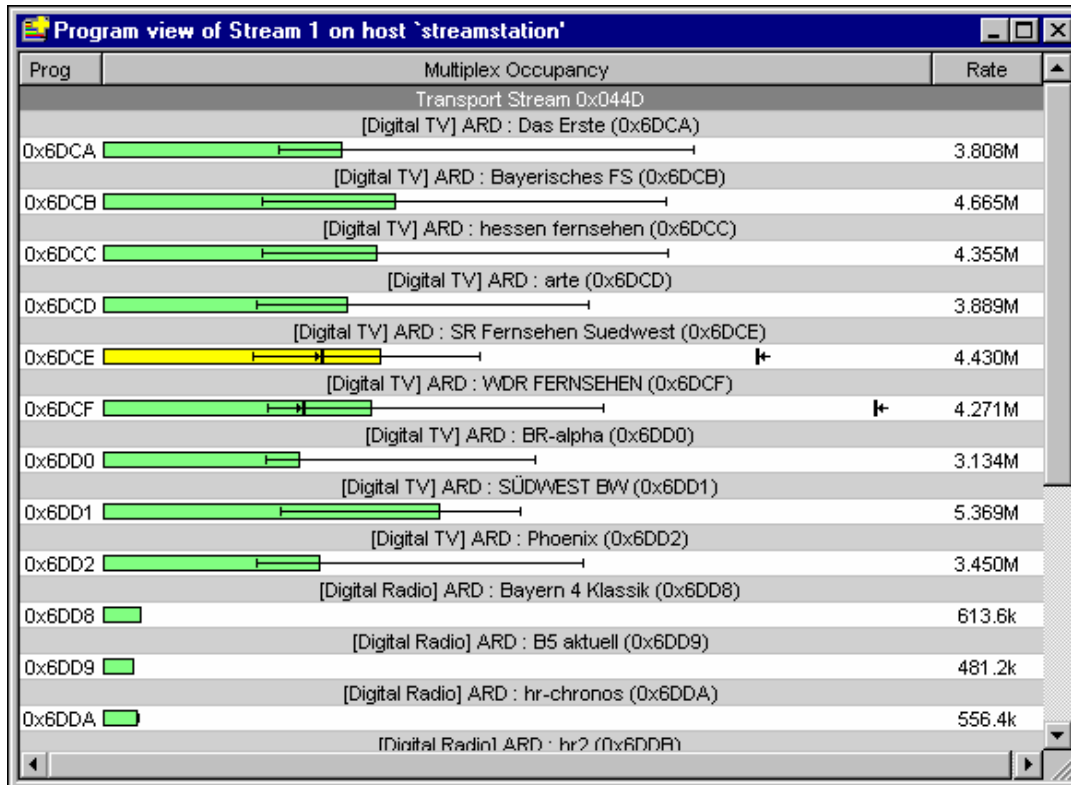 Program view of Stream 1 on host `streamstation'
Prog Multiplex Occupancy Rate
Transport Stream 0x044D
[Digital TV] ARD : Das Erste (0x6DCA)
0x6DCA 3.808M
[Digital TV] ARD : Bayerisches FS (0x6DCB)
0x6DCB 4.665M
[Digital TV] ARD : hessen fernsehen (0x6DCC)
0x6DCC 4.355M
[Digital TV] ARD : arte (0x6DCD)
0x6DCD 3.889M
[Digital TV] ARD : SR Fernsehen Suedwest (0x6DCE)
0x6DCE 4.430M
[Digital TV] ARD : WDR FERNSEHEN (0x6DCF)
0x6DCF 4.271M
[Digital TV] ARD : BR-alpha (0x6DD0)
0x6DD0 3.134M
[Digital TV] ARD : SÜDWEST BW (0x6DD1)
0x6DD1 5.369M
[Digital TV] ARD : Phoenix (0x6DD2)
0x6DD2 3.450M
[Digital Radio] ARD : Bayern 4 Klassik (0x6DD8)
0x6DD8 613.6k
[Digital Radio] ARD : B5 aktuell (0x6DD9)
0x6DD9 481.2k
[Digital Radio] ARD : hr-chronos (0x6DDA)
0x6DDA 556.4k
[Digital Radio] ARD : hr2 (0x6DDB)